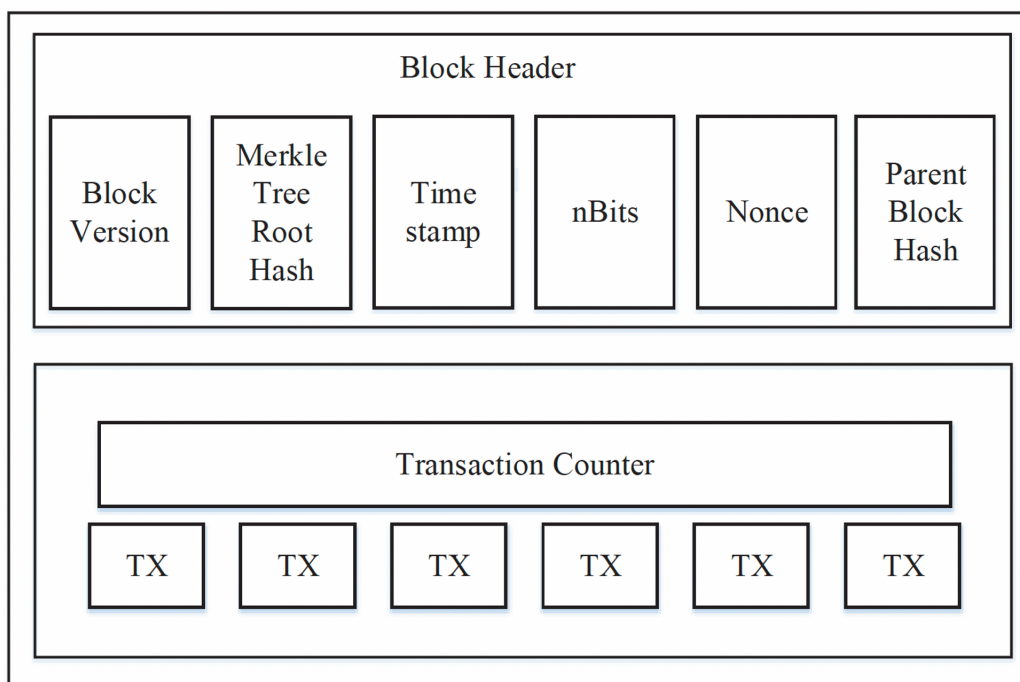 Block Header
Block
Version
Merkle
Tree
Root
Hash
Time
stamp
nBits
Nonce
Parent
Block
Hash
Transaction Counter
TX
TX
TX
TX
TX
TX